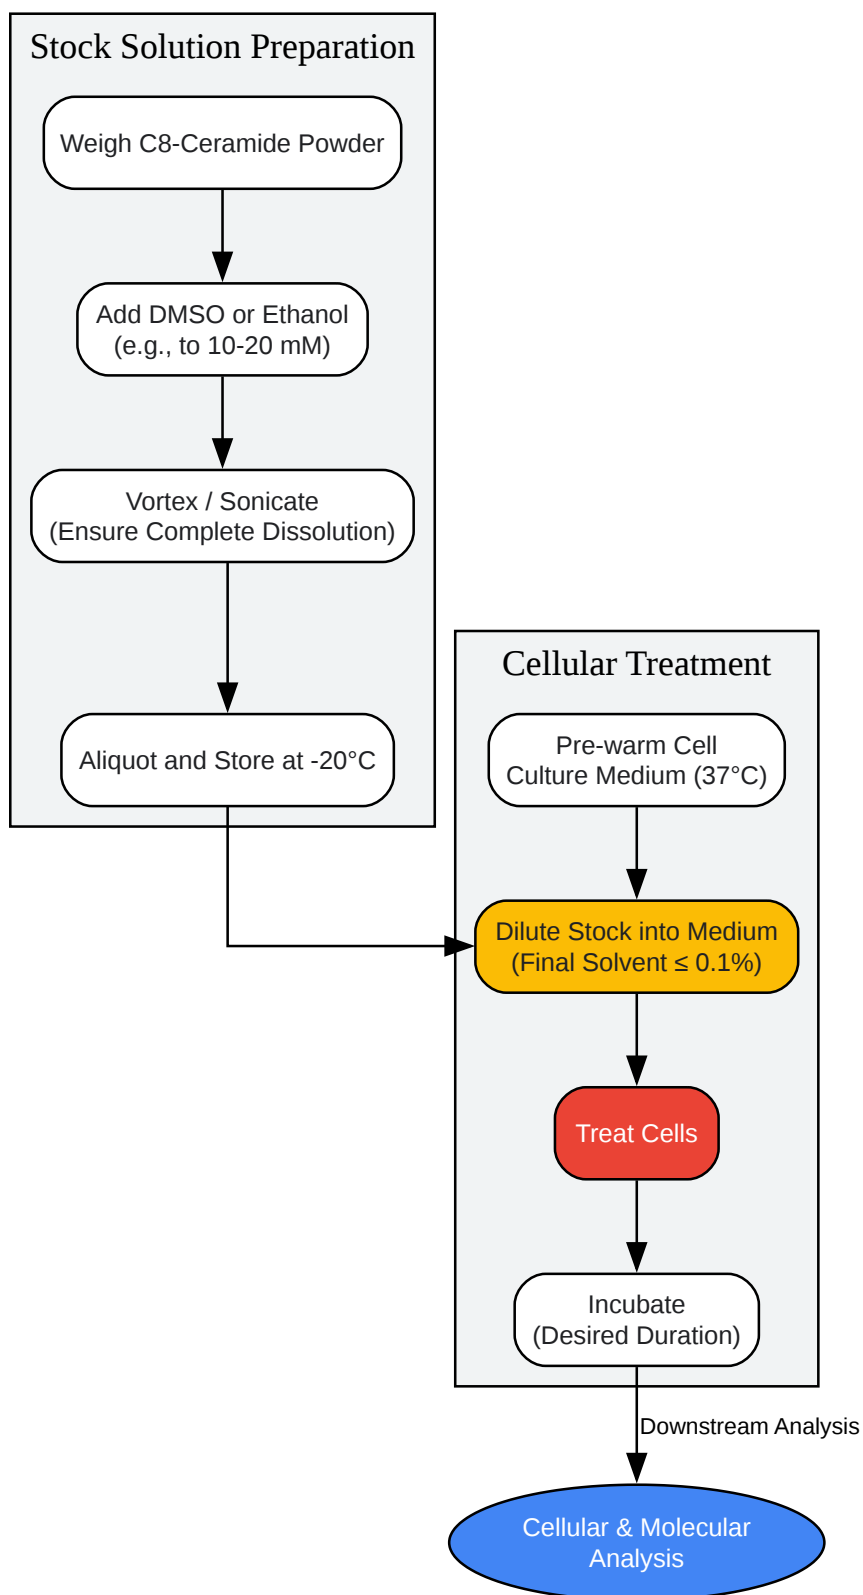 Stock Solution Preparation
Weigh C8-Ceramide Powder
Add DMSO or Ethanol
(e.g., to 10-20 mM)
Vortex / Sonicate
(Ensure Complete Dissolution)
Aliquot and Store at -20°C
Cellular Treatment
Pre-warm Cell
Culture Medium (37°C)
Dilute Stock into Medium
(Final Solvent ≤ 0.1%)
Treat Cells
Incubate
(Desired Duration)
Downstream Analysis
Cellular & Molecular
Analysis